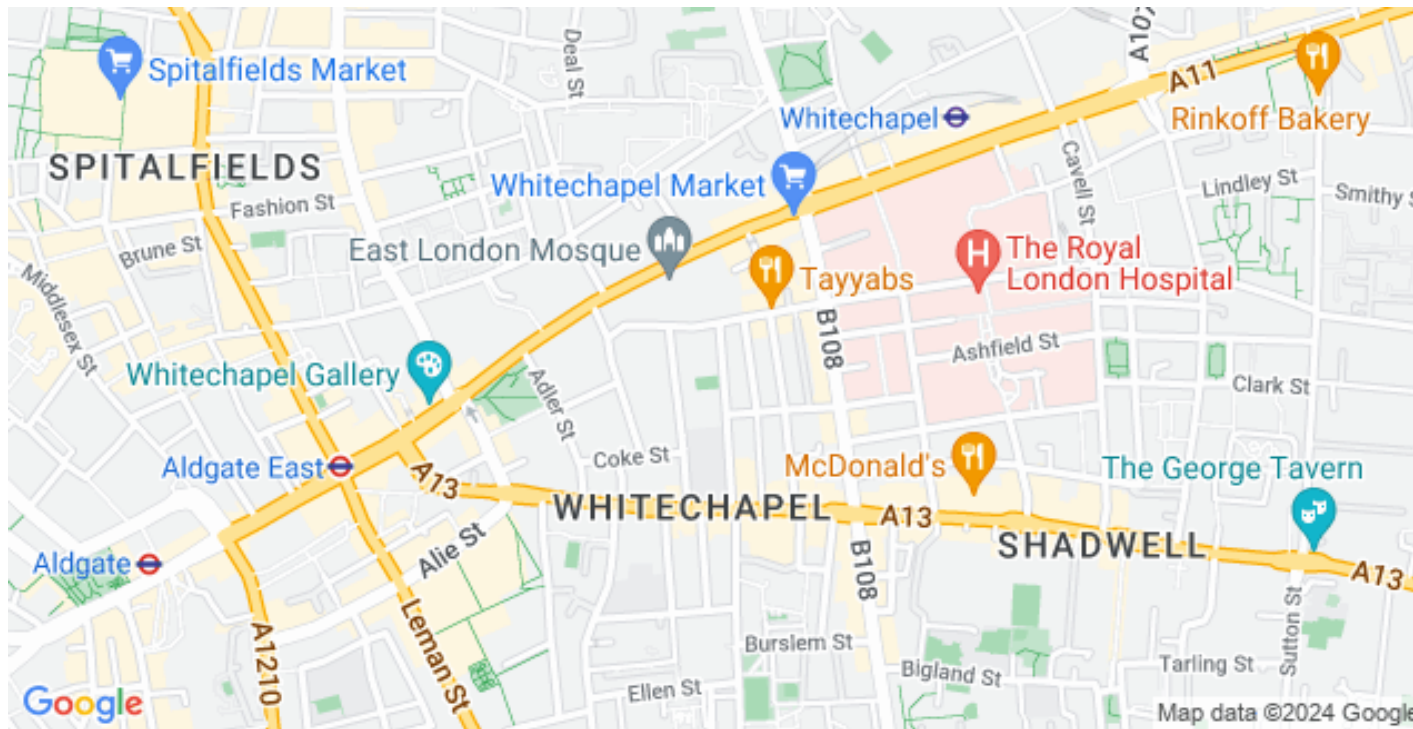 Deal St
A107
A11
Spitalfields Market
Whitechapel
Rinkoff Bakery
SPITALFIELDS
Whitechapel Market
Cavell St
Lindley St
Smithy S
Fashion St
Brune St
East London Mosque
H
The Royal
London Hospital
Tayyabs
Middlesex St
B108
Ashfield St
Whitechapel Gallery
Adler St
Clark St
Coke St
Aldgate East
McDonald's
The George Tavern
A13
WHITECHAPEL
A13
SHADWELL
Alie St
Aldgate
B108
A13
Leman St
A1210
Burslem St
Sutton St
Bigland St
Tarling St
Ellen St
Google
Map data ©2024 Google